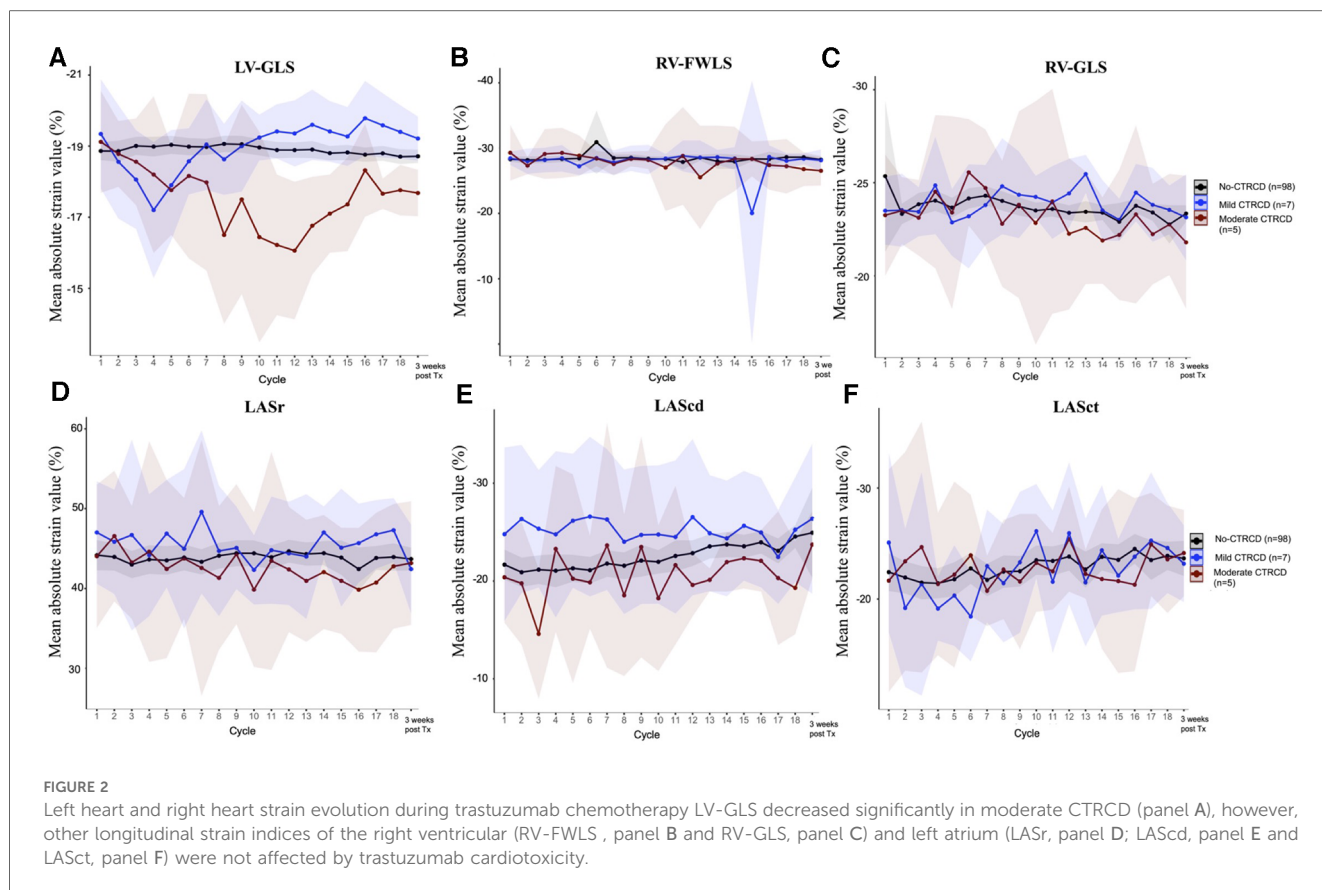 A
LV-GLS
Mean absolute strain value (%)
-21
-19
-17
-15
1 2 3 4 5 6 7 8 9 10 11 12 13 14 15 16 17 18 3 weeks
post Tx
Cycle
B
RV-FWLS
Mean absolute strain value (%)
-40
-30
-20
-10
1 2 3 4 5 6 7 8 9 10 11 12 13 14 15 16 17 18 3 we
post
Cycle
C
RV-GLS
Mean absolute strain value (%)
-30
-25
-20
1 2 3 4 5 6 7 8 9 10 11 12 13 14 15 16 17 18 3 weeks
post Tx
Cycle
No-CTRCD (n=98)
Mild CTRCD (n=7)
Moderate CTRCD
(n=5)
D
LASr
Mean absolute strain value (%)
60
50
40
30
1 2 3 4 5 6 7 8 9 10 11 12 13 14 15 16 17 18 3 weeks
post Tx
Cycle
E
LAScd
Mean absolute strain value (%)
-30
-20
-10
1 2 3 4 5 6 7 8 9 10 11 12 13 14 15 16 17 18 3 weeks
post Tx
Cycle
F
LASct
Mean absolute strain value (%)
-30
-20
1 2 3 4 5 6 7 8 9 10 11 12 13 14 15 16 17 18 3 weeks
post Tx
Cycle
No-CTRCD (n=98)
Mild CTRCD (n=7)
Moderate CTRCD
(n=5)
FIGURE 2
Left heart and right heart strain evolution during trastuzumab chemotherapy LV-GLS decreased significantly in moderate CTRCD (panel A), however,
other longitudinal strain indices of the right ventricular (RV-FWLS , panel B and RV-GLS, panel C) and left atrium (LASr, panel D; LAScd, panel E and
LASct, panel F) were not affected by trastuzumab cardiotoxicity.